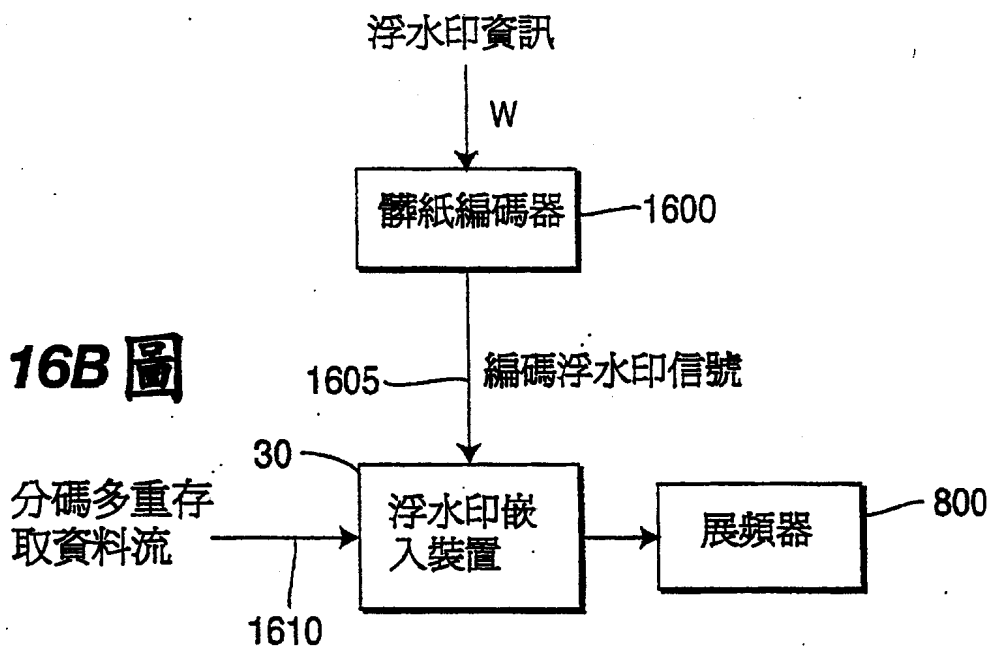 浮水印資訊
W
髒紙編碼器
1600
16B 圖
1605
編碼浮水印信號
30
分碼多重存
取資料流
浮水印嵌
入裝置
展頻器
800
1610